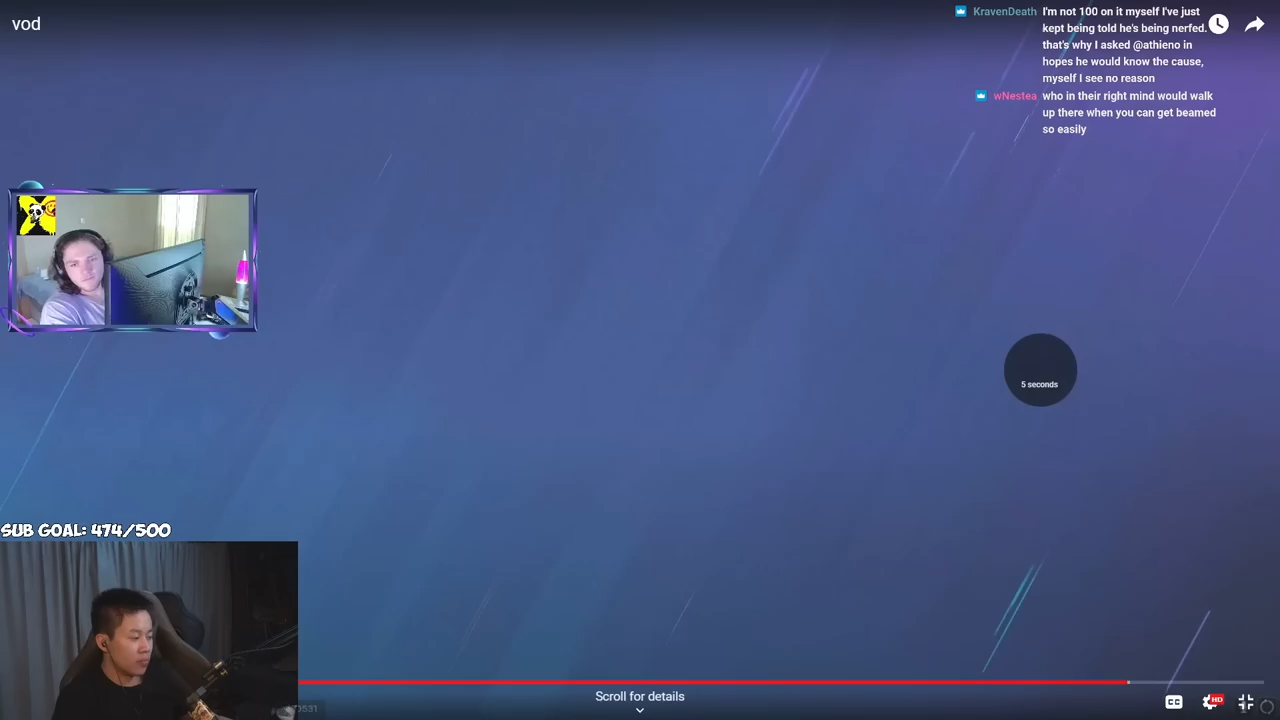 vod
KravenDeath I'm not 100 on it myself I've just
kept being told he's being nerfed.
that's why I asked @athieno in
hopes he would know the cause,
myself I see no reason
wNestea who in their right mind would walk
up there when you can get beamed
so easily
5 seconds
SUB GOAL: 474/500
Scroll for details
CC
HD